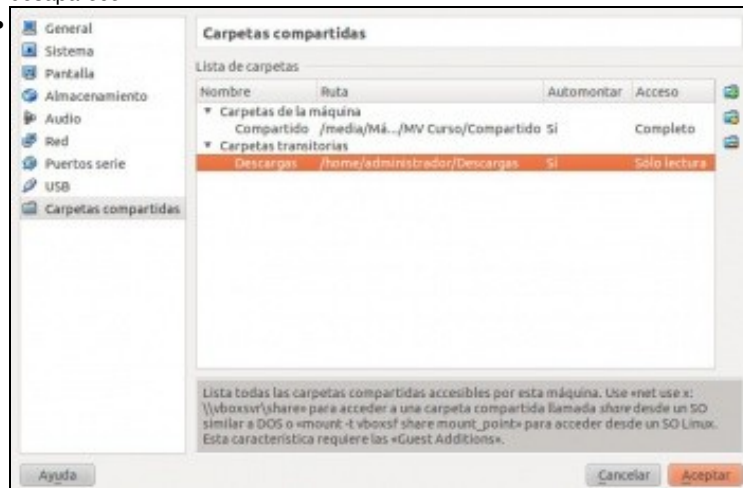 General
Sistema
Pantalla
Almacenamiento
Audio
Red
Puertos serie
USB
Carpetas compartidas
Carpetas compartidas
Lista de carpetas
Nombre Ruta Automontar Acceso
Carpetas de la máquina
Compartido /media/Má.../MV Curso/Compartido Sí Completo
Carpetas transitorias
Descargas /home/administrador/Descargas Sí Sólo lectura
Lista todas las carpetas compartidas accesibles por esta máquina. Use «net use x:
\\vboxsvr\share» para acceder a una carpeta compartida llamada share desde un SO
similar a DOS o «mount -t vboxsf share mount_point» para acceder desde un SO Linux.
Esta característica requiere las «Guest Additions».
Ayuda Cancelar Aceptar